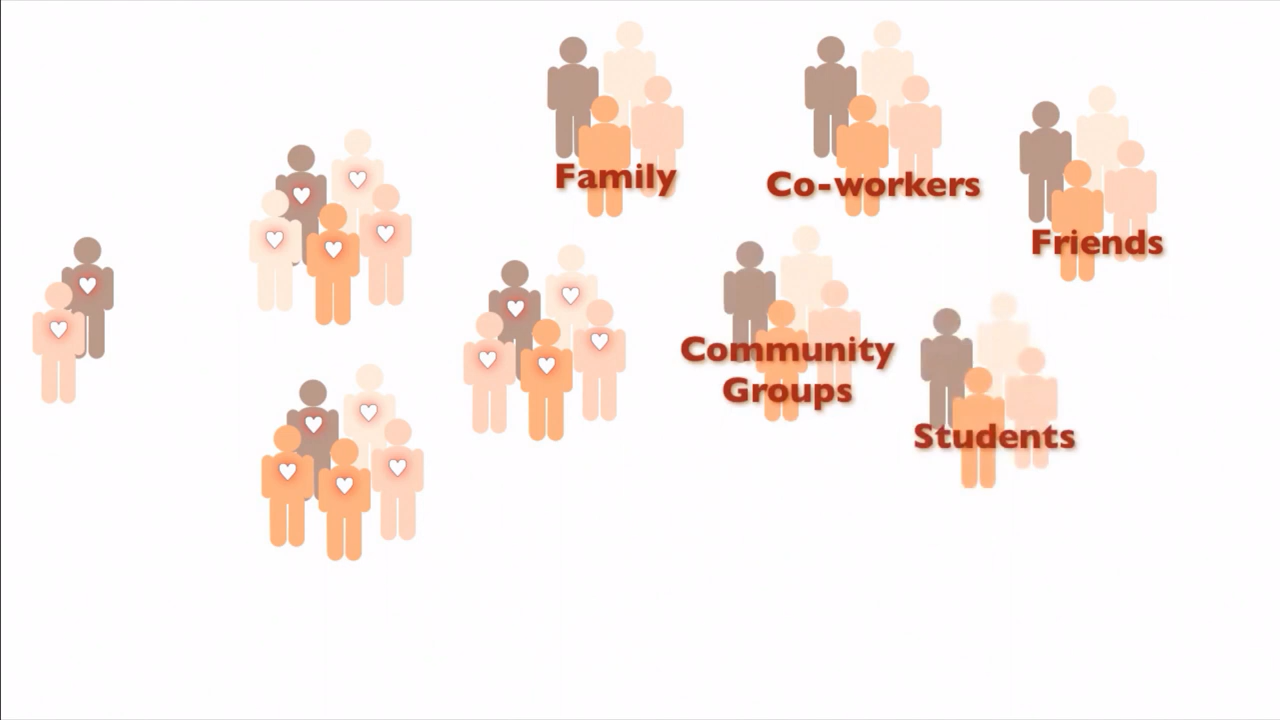 Family
Co-workers
Friends
Community
Groups
Students